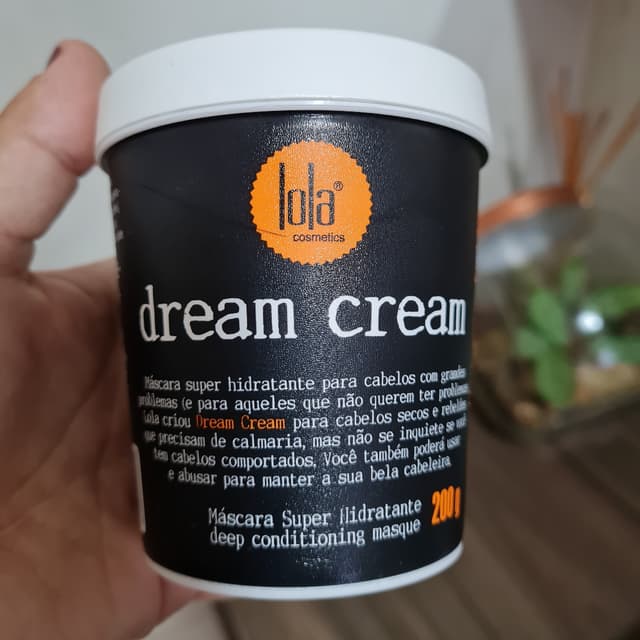 lola®
cosmetics
dream cream
Máscara super hidratante para cabelos com grandes
problemas (e para aqueles que não querem ter problemas
Lola criou Dream Cream para cabelos secos e rebeldes
que precisam de calmaria, mas não se inquiete se você
tem cabelos comportados. Você também poderá usar
e abusar para manter a sua bela cabeleira.
Máscara Super Hidratante
deep conditioning masque
200 g